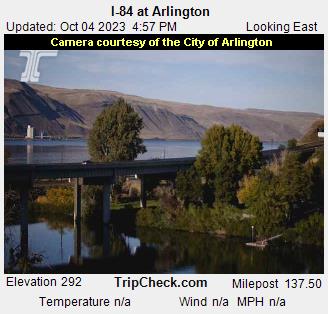 I-84 at Arlington
Updated: Oct 04 2023 4:57 PM Looking East
Camera courtesy of the City of Arlington
Elevation 292 TripCheck.com Milepost 137.50
Temperature n/a Wind n/a MPH n/a